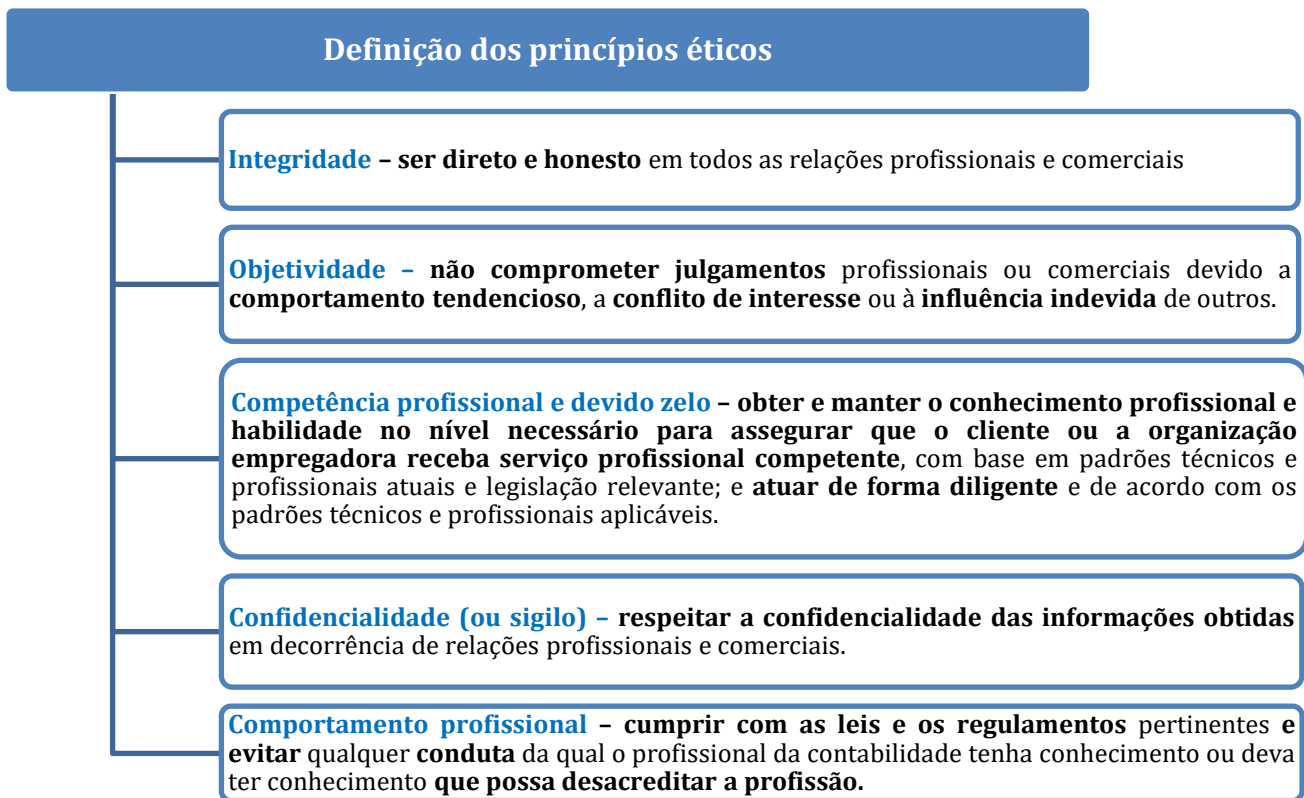 Definição dos princípios éticos
Integridade – ser direto e honesto em todos as relações profissionais e comerciais
Objetividade – não comprometer julgamentos profissionais ou comerciais devido a
comportamento tendencioso, a conflito de interesse ou à influência indevida de outros.
Competência profissional e devido zelo – obter e manter o conhecimento profissional e
habilidade no nível necessário para assegurar que o cliente ou a organização
empregadora receba serviço profissional competente, com base em padrões técnicos e
profissionais atuais e legislação relevante; e atuar de forma diligente e de acordo com os
padrões técnicos e profissionais aplicáveis.
Confidencialidade (ou sigilo) – respeitar a confidencialidade das informações obtidas
em decorrência de relações profissionais e comerciais.
Comportamento profissional – cumprir com as leis e os regulamentos pertinentes e
evitar qualquer conduta da qual o profissional da contabilidade tenha conhecimento ou deva
ter conhecimento que possa desacreditar a profissão.